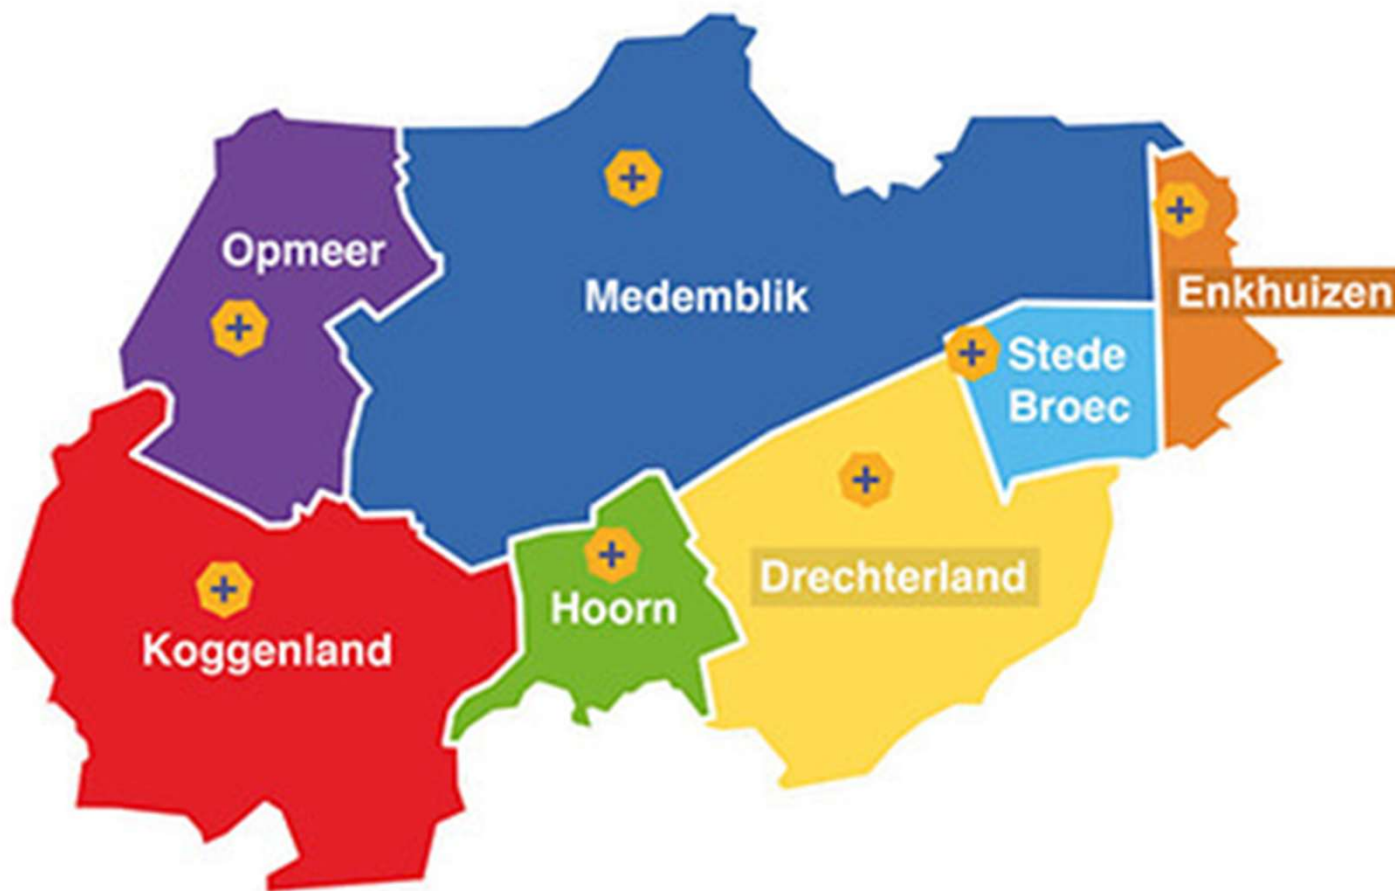 Opmeer
Medemblik
Enkhuizen
Stede
Broec
Drechterland
Hoorn
Koggenland